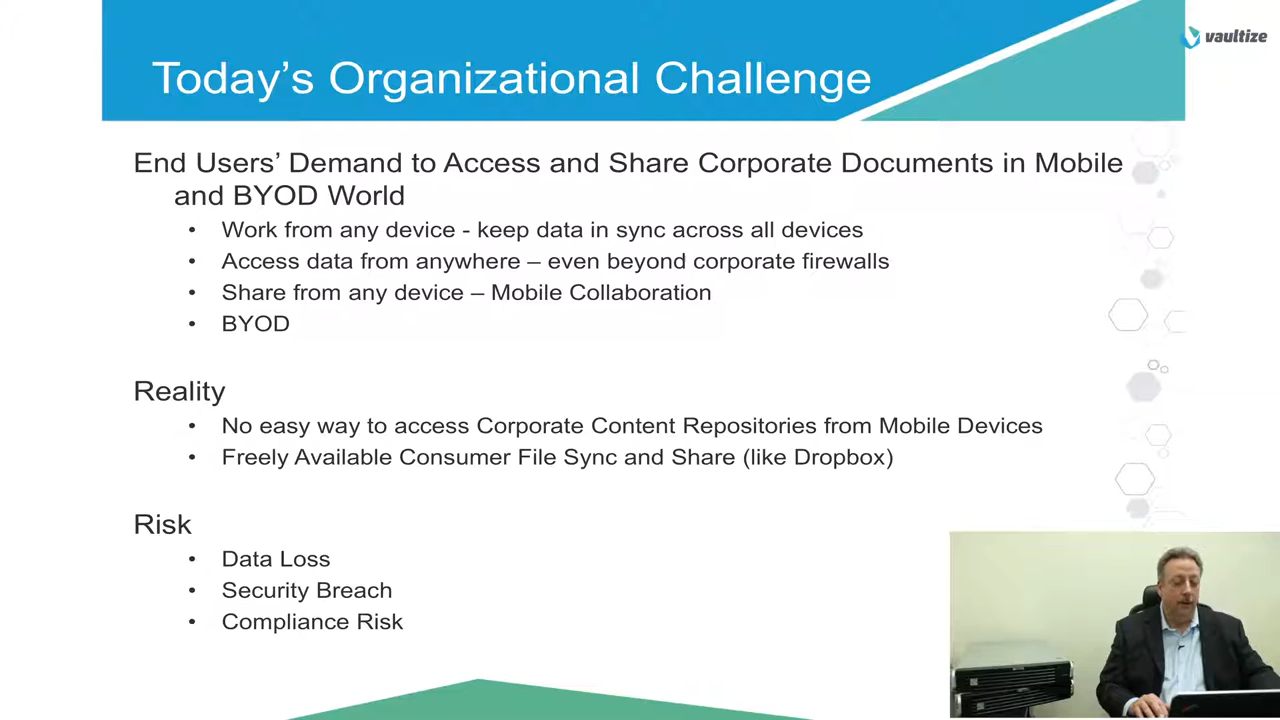 vaultize
Today's Organizational Challenge
End Users' Demand to Access and Share Corporate Documents in Mobile
and BYOD World
• Work from any device - keep data in sync across all devices
• Access data from anywhere – even beyond corporate firewalls
• Share from any device – Mobile Collaboration
• BYOD
Reality
• No easy way to access Corporate Content Repositories from Mobile Devices
• Freely Available Consumer File Sync and Share (like Dropbox)
Risk
• Data Loss
• Security Breach
• Compliance Risk